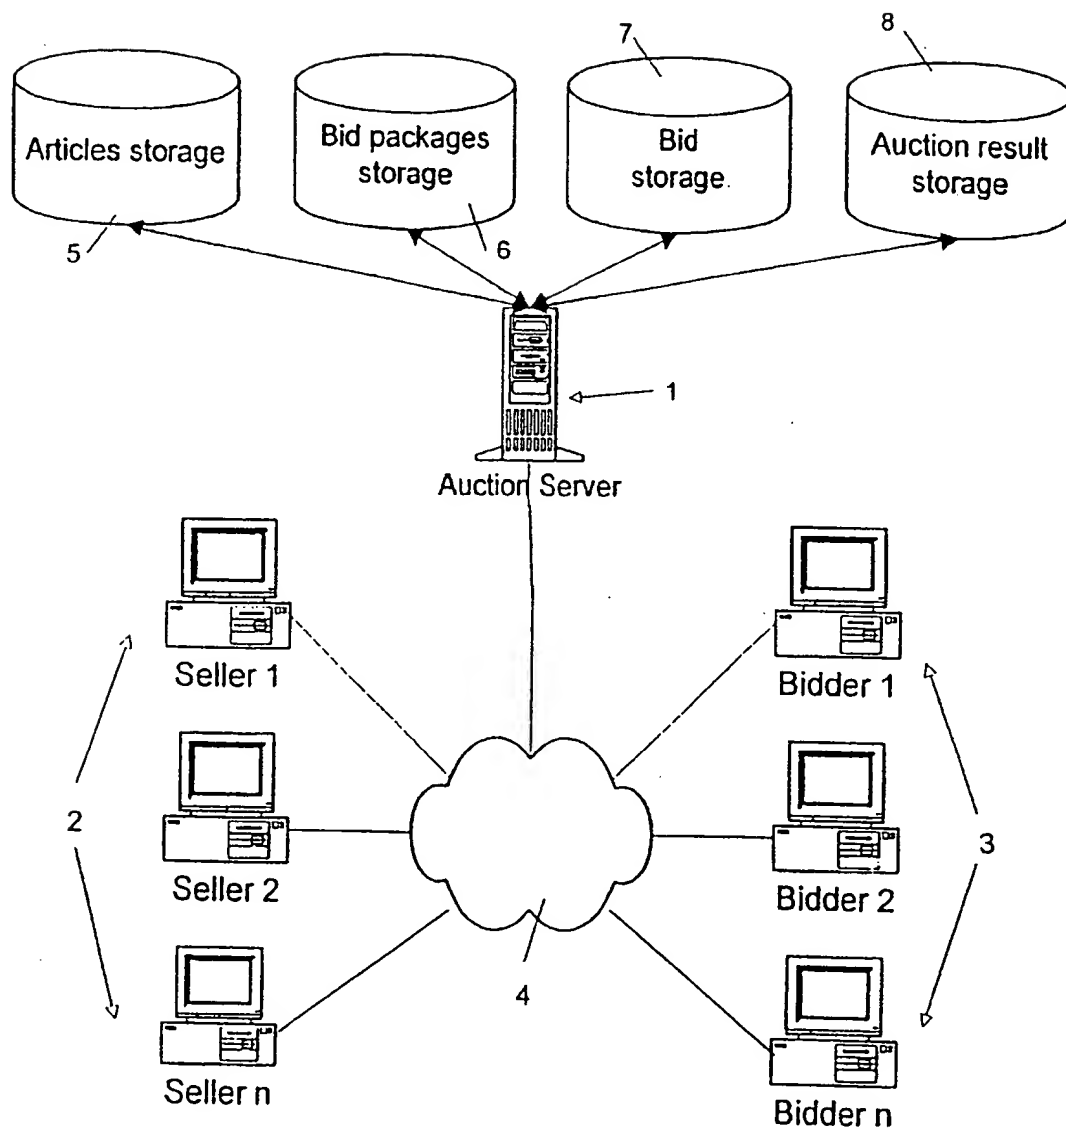 7
8
Articles storage
Bid packages
storage
Bid
storage.
Auction result
storage
5
6
1
Auction Server
Seller 1
Bidder 1
2
3
Seller 2
Bidder 2
4
Seller n
Bidder n